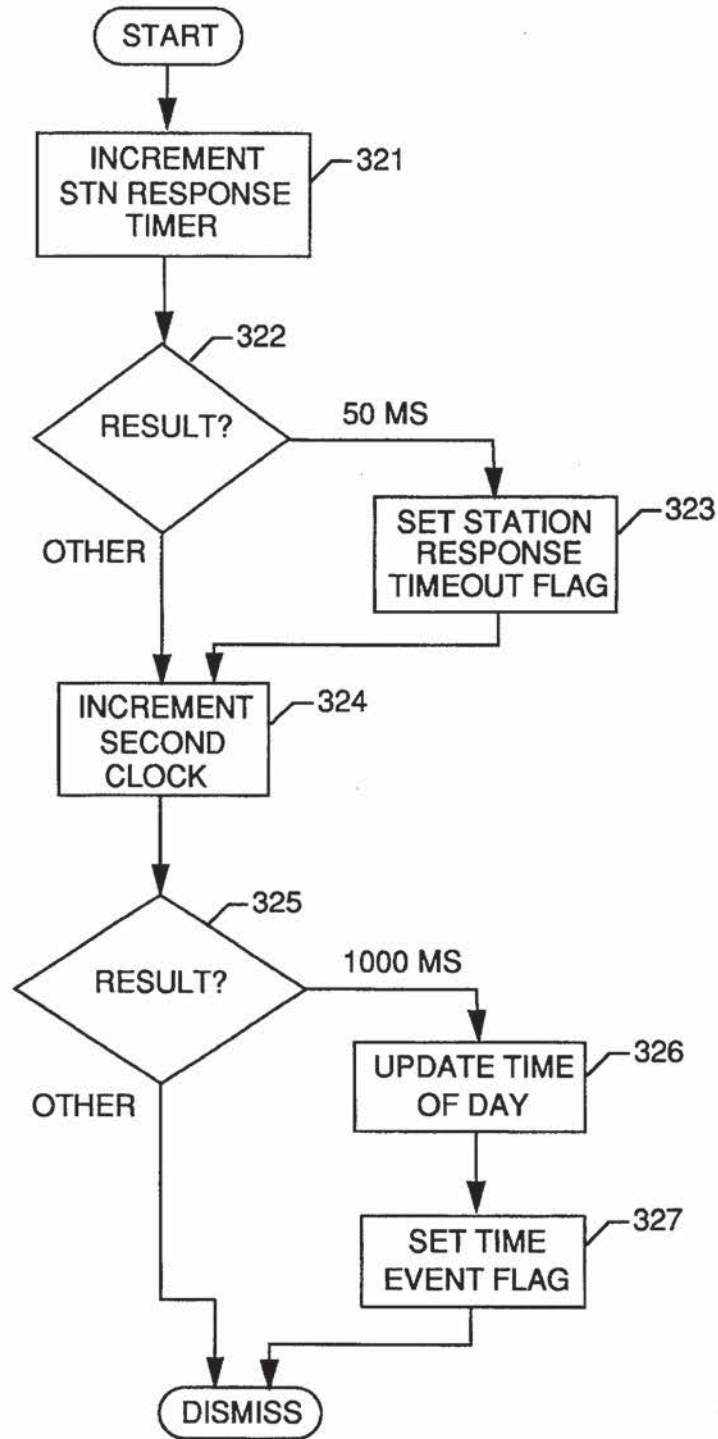 START
INCREMENT
STN RESPONSE
TIMER
321
322
RESULT?
50 MS
OTHER
SET STATION
RESPONSE
TIMEOUT FLAG
323
INCREMENT
SECOND
CLOCK
324
325
RESULT?
1000 MS
OTHER
UPDATE TIME
OF DAY
326
SET TIME
EVENT FLAG
327
DISMISS